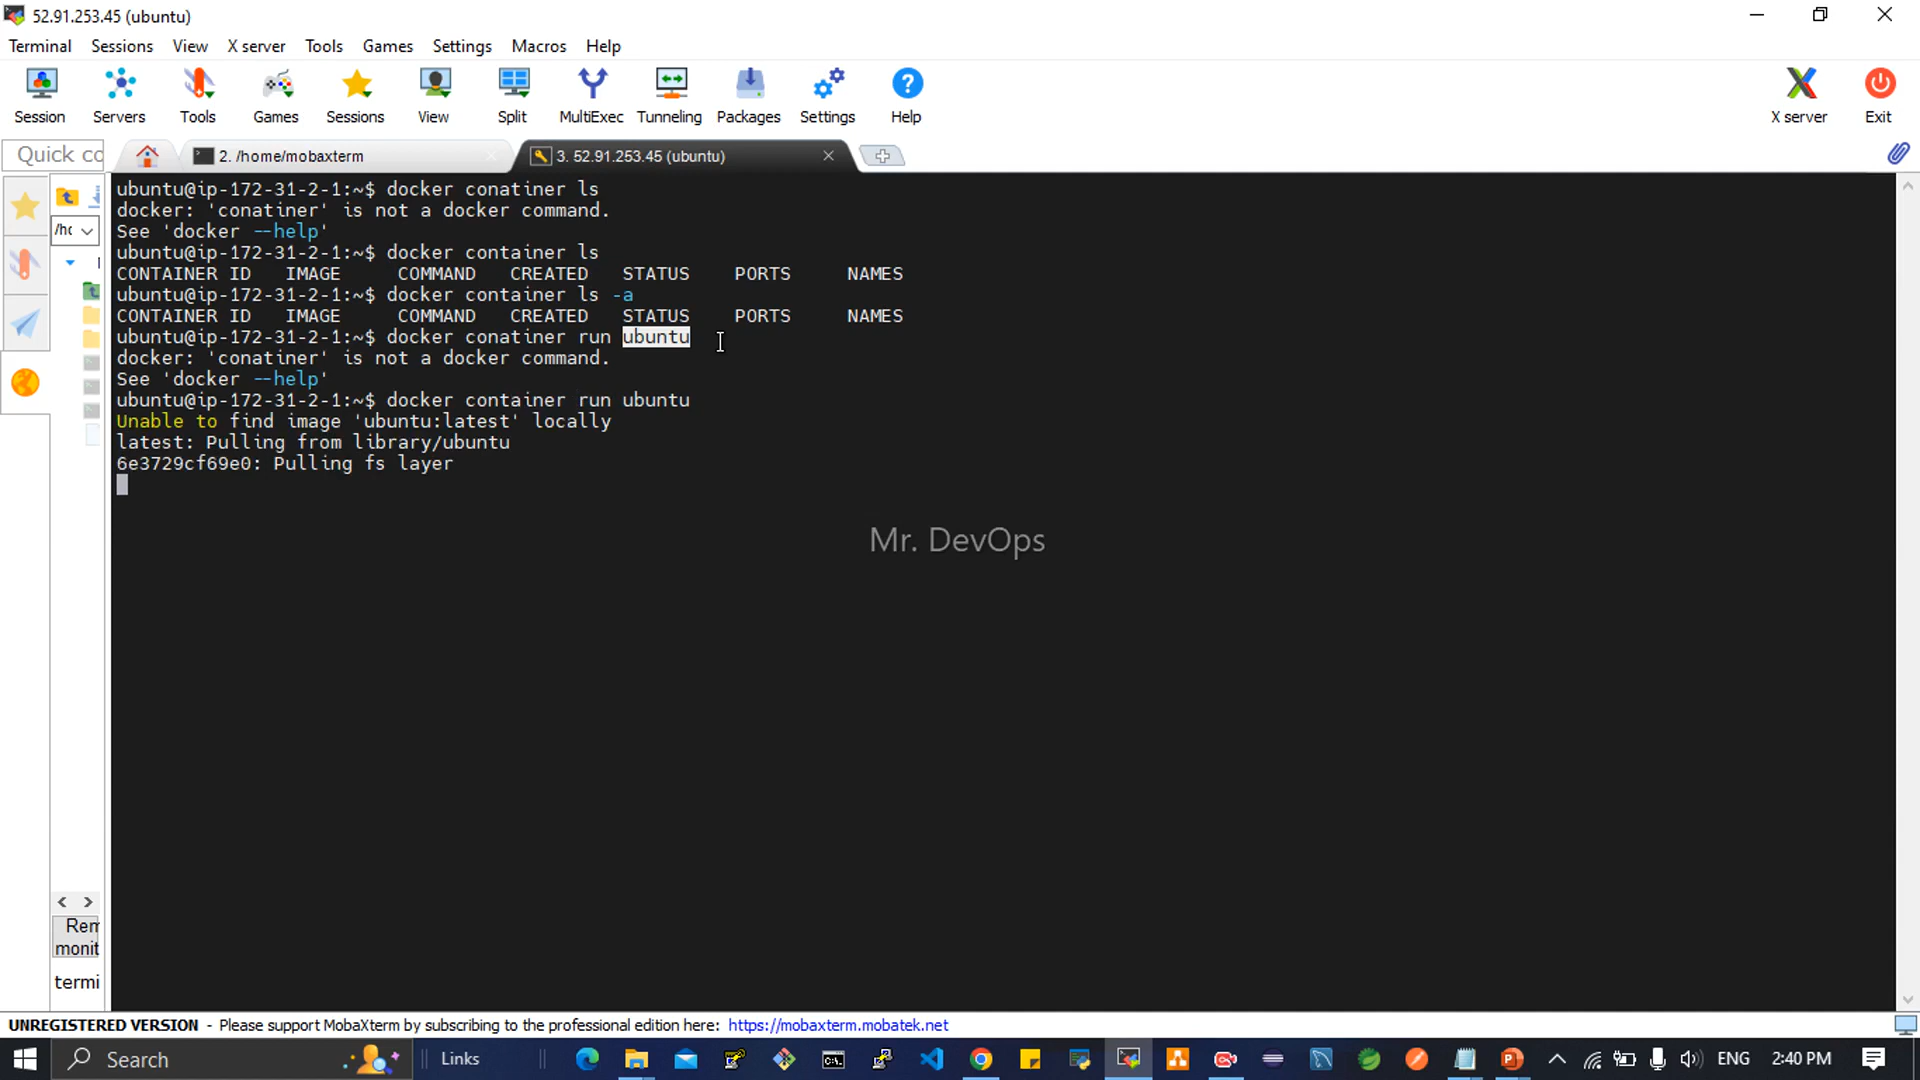 52.91.253.45 (ubuntu)
Terminal Sessions View X server Tools Games Settings Macros Help
Session Servers Tools Games Sessions View Split MultiExec Tunneling Packages Settings Help X server Exit
Quick co
2. /home/mobaxterm
3. 52.91.253.45 (ubuntu)
ubuntu@ip-172-31-2-1:~$ docker conatiner ls
docker: 'conatiner' is not a docker command.
See 'docker --help'
ubuntu@ip-172-31-2-1:~$ docker container ls
CONTAINER ID IMAGE COMMAND CREATED STATUS PORTS NAMES
ubuntu@ip-172-31-2-1:~$ docker container ls -a
CONTAINER ID IMAGE COMMAND CREATED STATUS PORTS NAMES
ubuntu@ip-172-31-2-1:~$ docker conatiner run ubuntu
docker: 'conatiner' is not a docker command.
See 'docker --help'
ubuntu@ip-172-31-2-1:~$ docker container run ubuntu
Unable to find image 'ubuntu:latest' locally
latest: Pulling from library/ubuntu
6e3729cf69e0: Pulling fs layer
Mr. DevOps
Rem
monit
termi
UNREGISTERED VERSION - Please support MobaXterm by subscribing to the professional edition here: https://mobaxterm.mobatek.net
Search Links ENG 2:40 PM